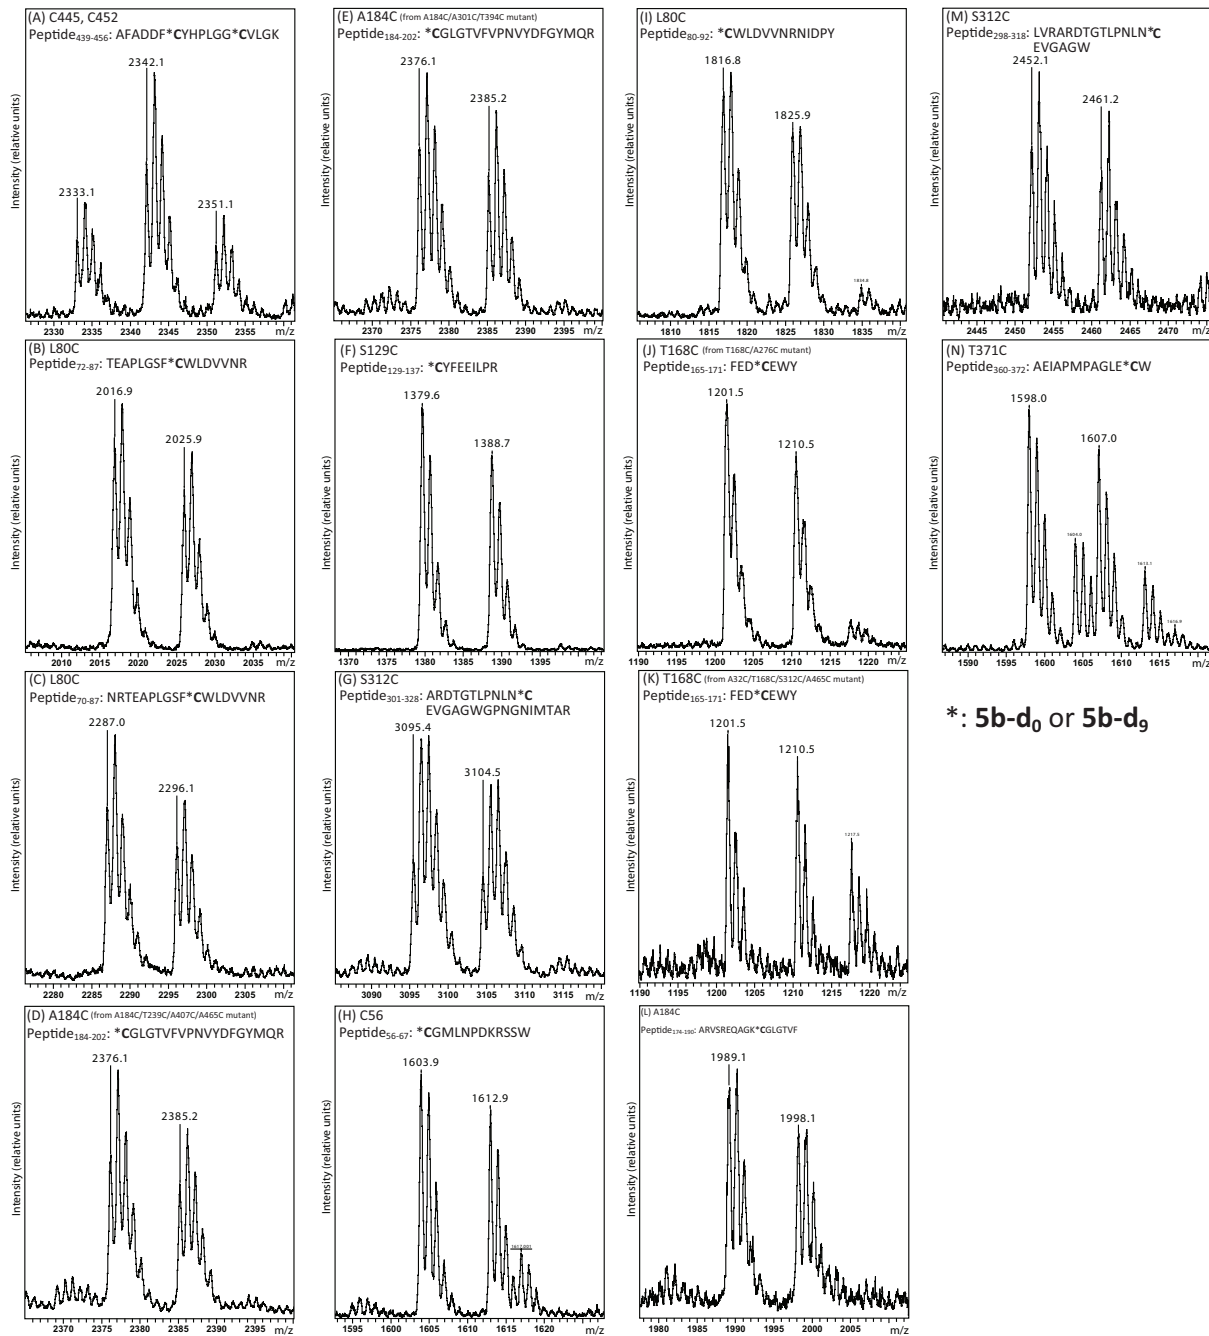 (A) C445, C452
Peptide439-456: AFADDF*CYHPLGG*CVLGK
2342.1
2333.1
2351.1
Intensity (relative units)
2330 2335 2340 2345 2350 2355 m/z
(B) L80C
Peptide72-87: TEAPLGSF*CWLDVVNR
2016.9
2025.9
Intensity (relative units)
2010 2015 2020 2025 2030 2035 m/z
(C) L80C
Peptide70-87: NRTEAPLGSF*CWLDVVNR
2287.0
2296.1
Intensity (relative units)
2280 2285 2290 2295 2300 2305 m/z
(D) A184C (from A184C/T239C/A407C/A465C mutant)
Peptide184-202: *CGLGTVFVPNVYDFGYMQR
2376.1
2385.2
Intensity (relative units)
2370 2375 2380 2385 2390 2395 m/z
(E) A184C (from A184C/A301C/T394C mutant)
Peptide184-202: *CGLGTVFVPNVYDFGYMQR
2376.1
2385.2
Intensity (relative units)
2370 2375 2380 2385 2390 2395 m/z
(F) S129C
Peptide129-137: *CYFEEILPR
1379.6
1388.7
Intensity (relative units)
1370 1375 1380 1385 1390 1395 m/z
(G) S312C
Peptide301-328: ARDTGTLPNLN*C
EVGAGWGPNGNIMTAR
3095.4
3104.5
Intensity (relative units)
3090 3095 3100 3105 3110 3115 m/z
(H) C56
Peptide56-67: *CGMLNPDKRSSW
1603.9
1612.9
Intensity (relative units)
1595 1600 1605 1610 1615 1620 m/z
(I) L80C
Peptide80-92: *CWLDVVNRNIDPY
1816.8
1825.9
1834.8
Intensity (relative units)
1810 1815 1820 1825 1830 1835 m/z
(J) T168C (from T168C/A276C mutant)
Peptide165-171: FED*CEWY
1201.5
1210.5
Intensity (relative units)
1190 1195 1200 1205 1210 1215 1220 m/z
(K) T168C (from A32C/T168C/S312C/A465C mutant)
Peptide165-171: FED*CEWY
1201.5
1210.5
1217.5
Intensity (relative units)
1190 1195 1200 1205 1210 1215 1220 m/z
(L) A184C
Peptide174-190: ARVSREQAGK*CGLGTVF
1989.1
1998.1
Intensity (relative units)
1980 1985 1990 1995 2000 2005 m/z
(M) S312C
Peptide298-318: LVRARDTGTLPNLN*C
EVGAGW
2452.1
2461.2
Intensity (relative units)
2445 2450 2455 2460 2465 2470 m/z
(N) T371C
Peptide360-372: AEIAPMPAGLE*CW
1598.0
1607.0
1604.0
1613.1
1616.9
Intensity (relative units)
1590 1595 1600 1605 1610 1615 m/z
*: 5b-d0 or 5b-d9